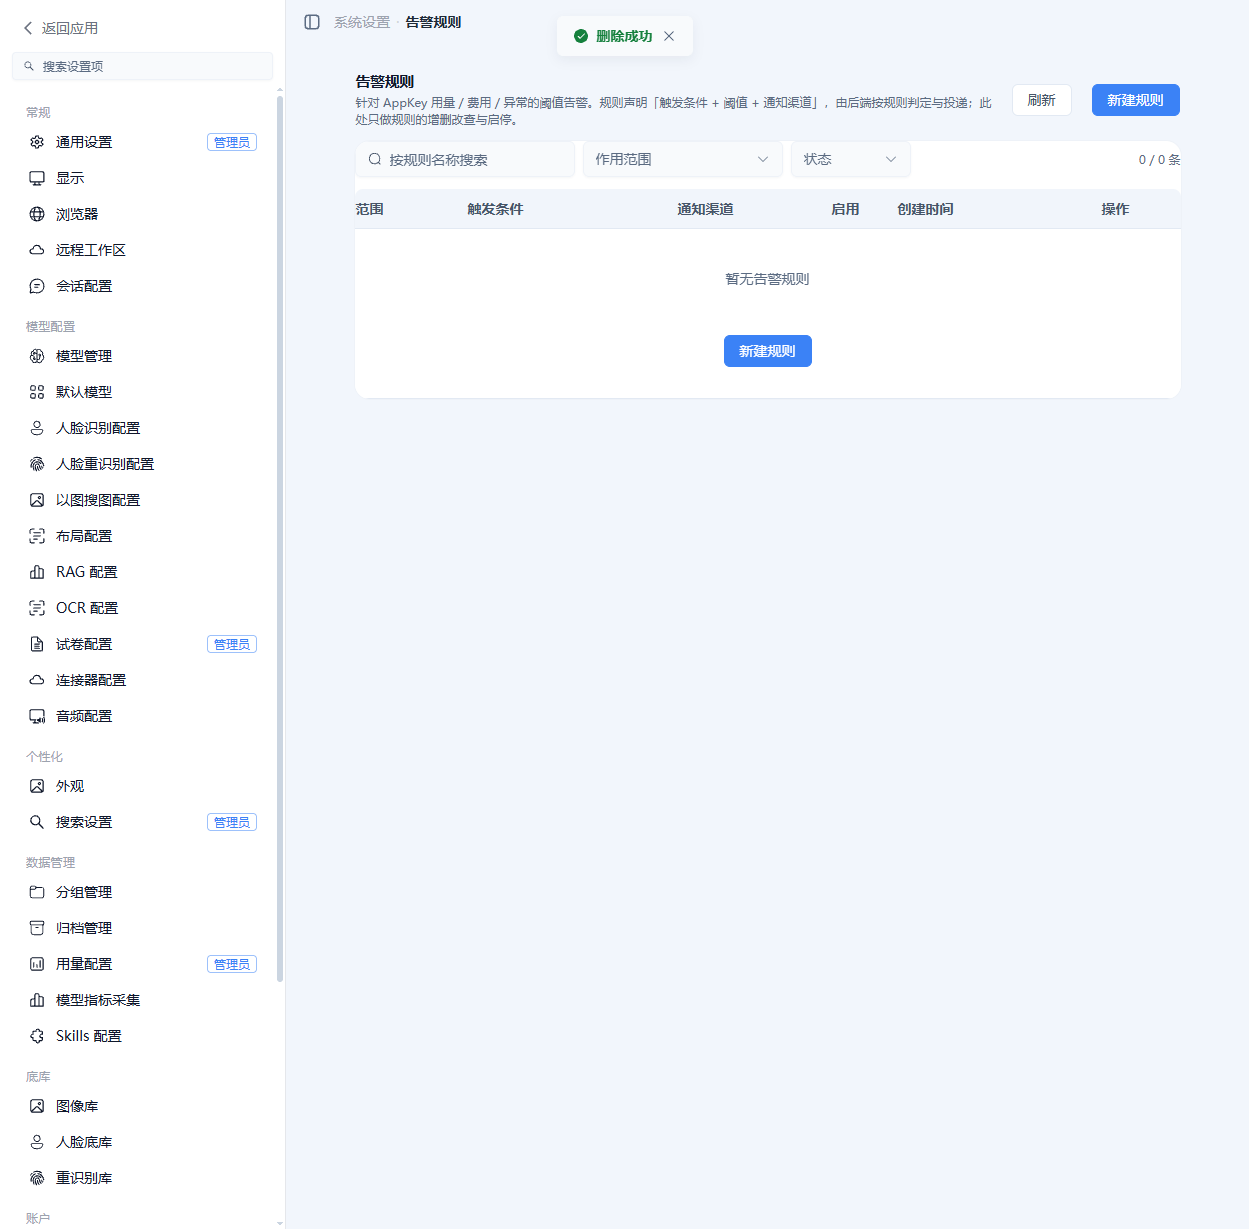 返回应用
搜索设置项
常规
通用设置
管理员
显示
浏览器
远程工作区
会话配置
模型配置
模型管理
默认模型
人脸识别配置
人脸重识别配置
以图搜图配置
布局配置
RAG 配置
OCR 配置
试卷配置
管理员
连接器配置
音频配置
个性化
外观
搜索设置
管理员
数据管理
分组管理
归档管理
用量配置
管理员
模型指标采集
Skills 配置
底库
图像库
人脸底库
重识别库
账户
系统设置 · 告警规则
删除成功
告警规则
针对 AppKey 用量 / 费用 / 异常的阈值告警。规则声明「触发条件 + 阈值 + 通知渠道」，由后端按规则判定与投递；此
处只做规则的增删改查与启停。
刷新
新建规则
按规则名称搜索
作用范围
状态
0 / 0 条
范围 触发条件 通知渠道 启用 创建时间 操作
暂无告警规则
新建规则